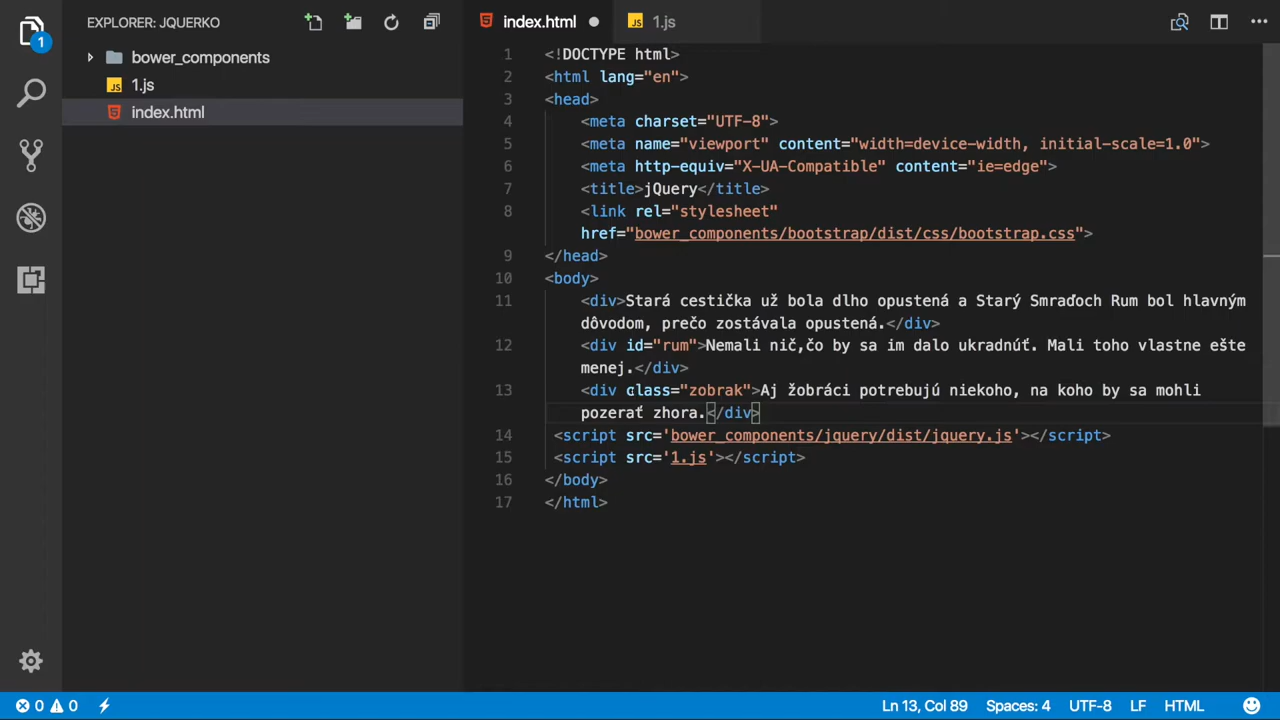 EXPLORER: JQUERKO
index.html
JS 1.js
1
bower_components
JS 1.js
index.html
1 <!DOCTYPE html>
2 <html lang="en">
3 <head>
4 <meta charset="UTF-8">
5 <meta name="viewport" content="width=device-width, initial-scale=1.0">
6 <meta http-equiv="X-UA-Compatible" content="ie=edge">
7 <title>jQuery</title>
8 <link rel="stylesheet"
href="bower_components/bootstrap/dist/css/bootstrap.css">
9 </head>
10 <body>
11 <div>Stará cestička už bola dlho opustená a Starý Smraďoch Rum bol hlavným
dôvodom, prečo zostávala opustená.</div>
12 <div id="rum">Nemali nič,čo by sa im dalo ukradnúť. Mali toho vlastne ešte
menej.</div>
13 <div class="zobrak">Aj žobráci potrebujú niekoho, na koho by sa mohli
pozerať zhora.</div>
14 <script src='bower_components/jquery/dist/jquery.js'></script>
15 <script src='1.js'></script>
16 </body>
17 </html>
0 0 Ln 13, Col 89 Spaces: 4 UTF-8 LF HTML